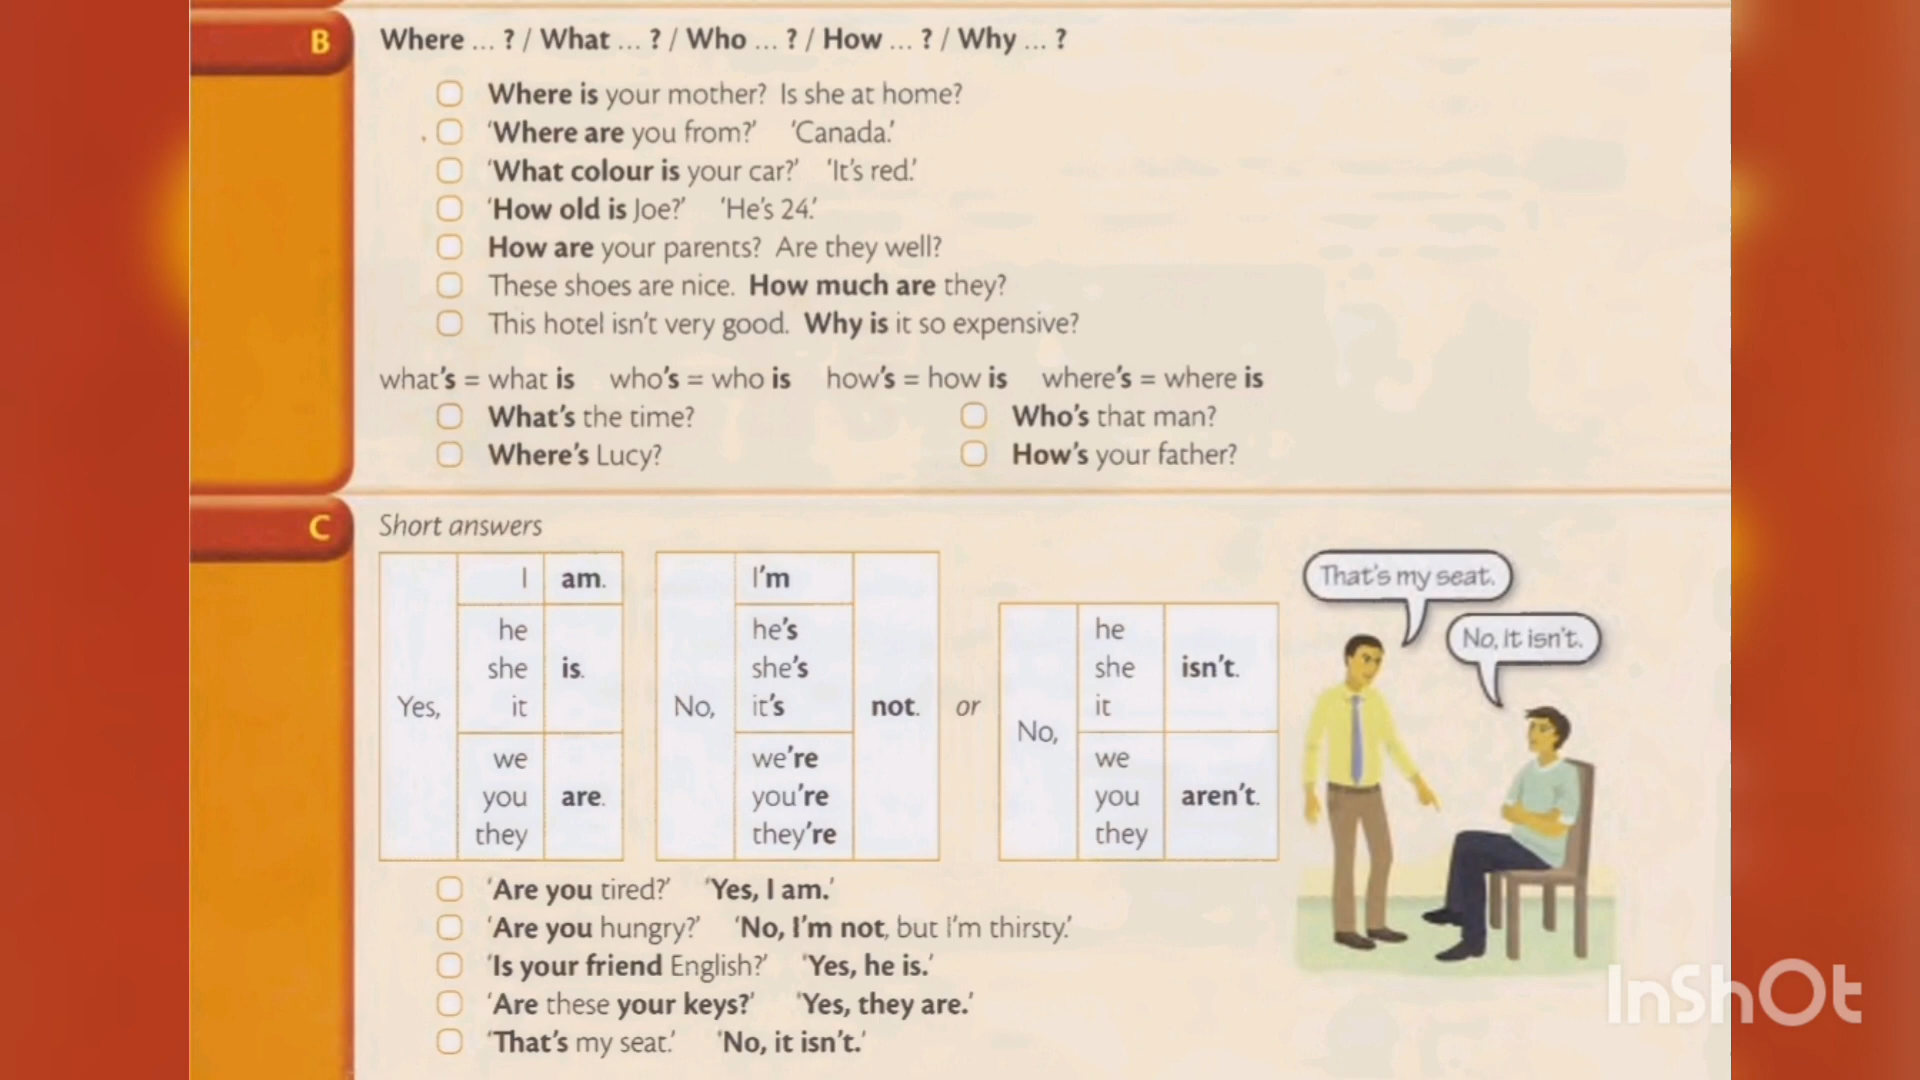 B
Where ... ? / What ... ? / Who ... ? / How ... ? / Why ... ?
Where is your mother? Is she at home?
‘Where are you from?’ ‘Canada.’
‘What colour is your car?’ ‘It’s red.’
‘How old is Joe?’ ‘He’s 24.’
How are your parents? Are they well?
These shoes are nice. How much are they?
This hotel isn’t very good. Why is it so expensive?
what’s = what is who’s = who is how’s = how is where’s = where is
What’s the time? Who’s that man?
Where’s Lucy? How’s your father?
C
Short answers
Yes,
I am.
he
she is.
it
we
you are.
they
No,
I’m
he’s
she’s
it’s
we’re
you’re
they’re
not.
or
No,
he
she isn’t.
it
we
you aren’t.
they
That’s my seat.
No, it isn’t.
‘Are you tired?’ ‘Yes, I am.’
‘Are you hungry?’ ‘No, I’m not, but I’m thirsty.’
‘Is your friend English?’ ‘Yes, he is.’
‘Are these your keys?’ ‘Yes, they are.’
‘That’s my seat.’ ‘No, it isn’t.’
InShOt